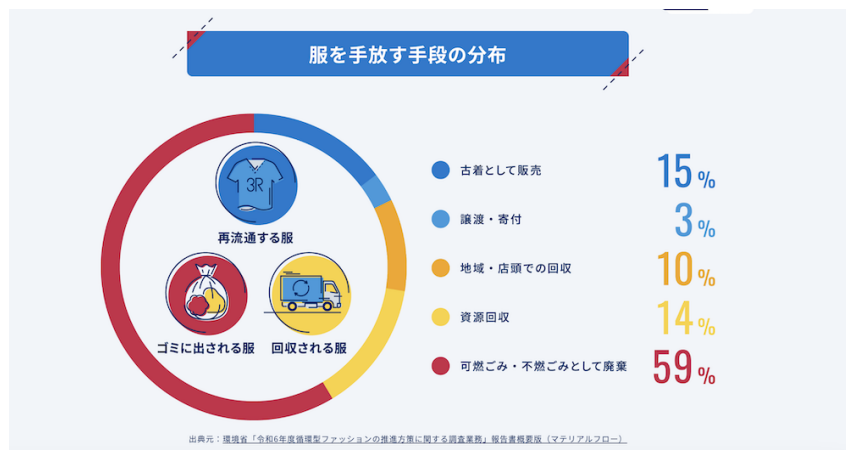 服を手放す手段の分布
3R
再流通する服
ゴミに出される服
回収される服
古着として販売
15%
譲渡・寄付
3%
地域・店頭での回収
10%
資源回収
14%
可燃ごみ・不燃ごみとして廃棄
59%
出典元：環境省「令和6年度循環型ファッションの推進方策に関する調査業務」報告書概要版（マテリアルフロー）